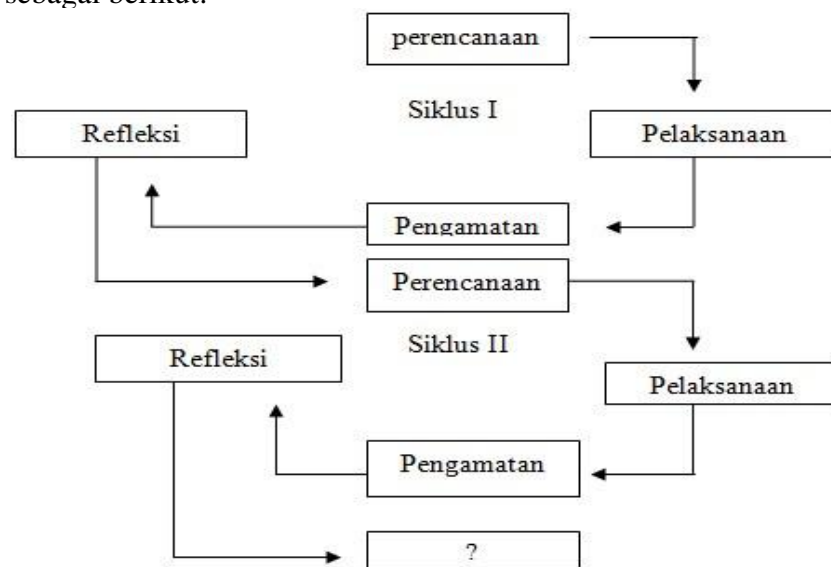 sebagai berikut:
perencanaan
Siklus I
Refleksi
Pelaksanaan
Pengamatan
Perencanaan
Siklus II
Refleksi
Pelaksanaan
Pengamatan
?